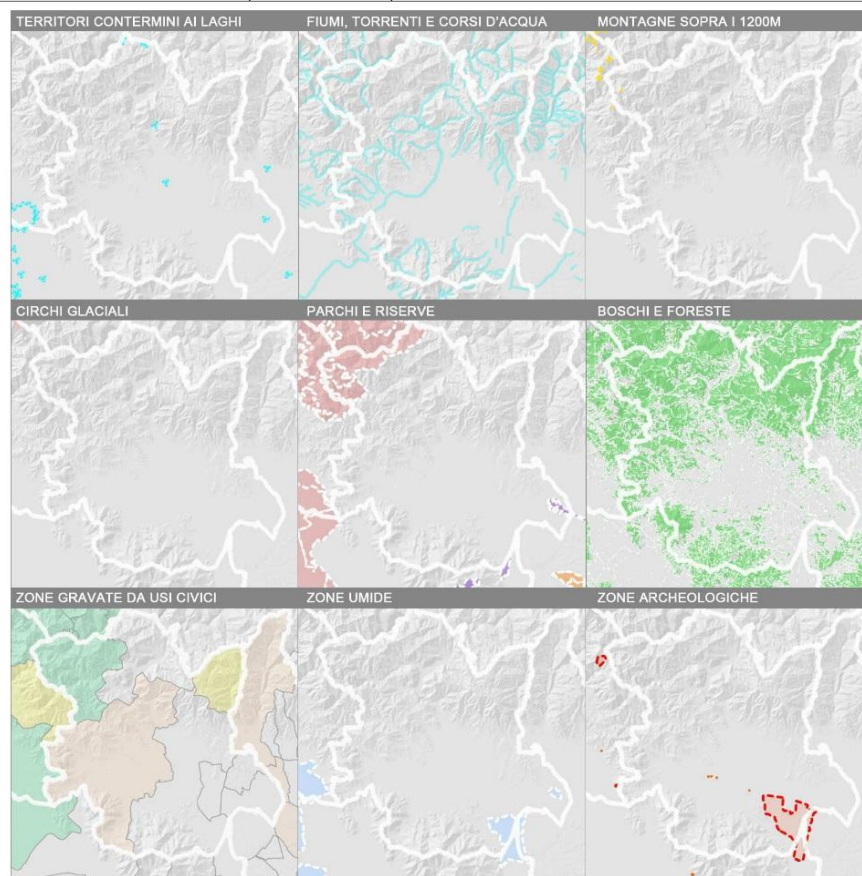 TERRITORI CONTERMINI AI LAGHI
FIUMI, TORRENTI E CORSI D'ACQUA
MONTAGNE SOPRA I 1200M
CIRCHI GLACIALI
PARCHI E RISERVE
BOSCHI E FORESTE
ZONE GRAVATE DA USI CIVICI
ZONE UMIDE
ZONE ARCHEOLOGICHE